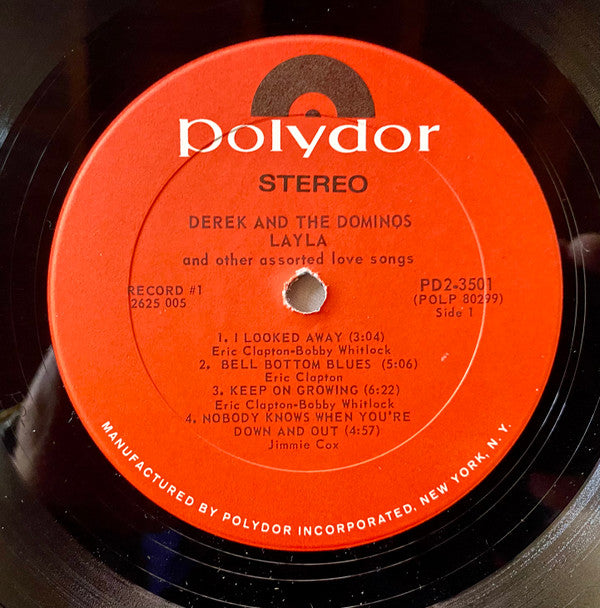 polydor
STEREO
DEREK AND THE DOMINOS
LAYLA
and other assorted love songs
RECORD #1
2625 005
PD2-3501
(POLP 80299)
Side 1
1. I LOOKED AWAY (3:04)
Eric Clapton-Bobby Whitlock
2. BELL BOTTOM BLUES (5:06)
Eric Clapton
3. KEEP ON GROWING (6:22)
Eric Clapton-Bobby Whitlock
4. NOBODY KNOWS WHEN YOU'RE
DOWN AND OUT (4:57)
Jimmie Cox
MANUFACTURED BY POLYDOR INCORPORATED, NEW YORK, N.Y.